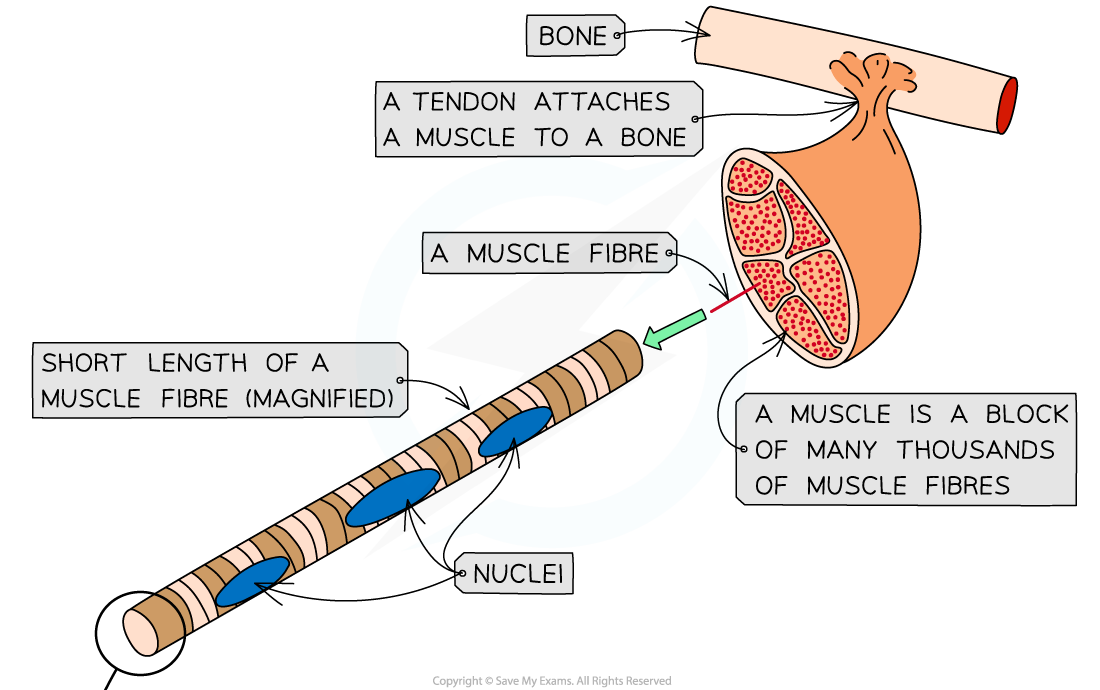 BONE
A TENDON ATTACHES
A MUSCLE TO A BONE
A MUSCLE FIBRE
SHORT LENGTH OF A
MUSCLE FIBRE (MAGNIFIED)
A MUSCLE IS A BLOCK
OF MANY THOUSANDS
OF MUSCLE FIBRES
NUCLEI
Copyright © Save My Exams. All Rights Reserved